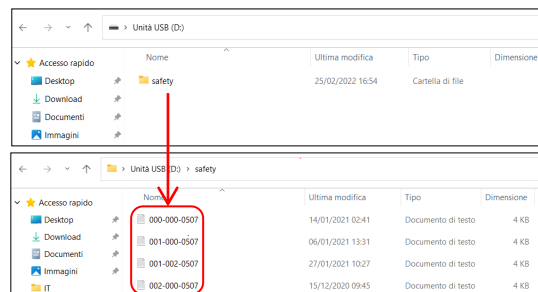 Unità USB (D:)
Nome Ultima modifica Tipo Dimensione
Accesso rapido
Desktop safety 25/02/2022 16:54 Cartella di file
Download
Documenti
Immagini
Unità USB (D:) safety
Nome Ultima modifica Tipo Dimensione
Accesso rapido
Desktop 000-000-0507 14/01/2021 02:41 Documento di testo 4 KB
Download 001-000-0507 06/01/2021 13:31 Documento di testo 4 KB
Documenti
Immagini 001-002-0507 27/01/2021 10:27 Documento di testo 4 KB
IT 002-000-0507 15/12/2020 09:45 Documento di testo 4 KB